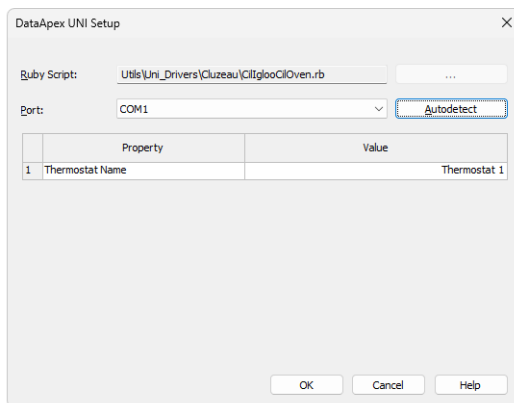 DataApex UNI Setup
Ruby Script: Utils\Uni_Drivers\Cluzeau\CilIglooCilOven.rb ...
Port: COM1 Autodetect
Property Value
1 Thermostat Name Thermostat 1
OK Cancel Help